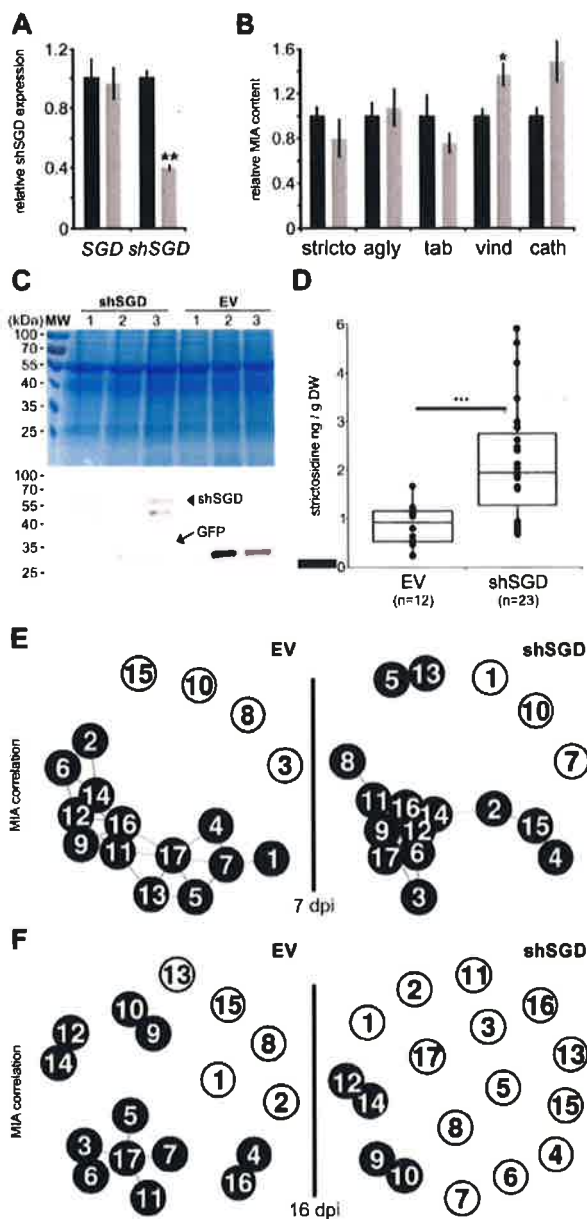 A
relative shSGD expression
1.2
0.8
0.4
0
**
SGD shSGD
B
relative MIA content
1.6
1.2
0.8
0.4
0
*
stricto agly tab vind cath
C
shSGD EV
(kDa) MW 1 2 3 1 2 3
100
70
55
40
35
25
100
70
55
40
35
25
shSGD
GFP
D
strictosidine ng / g DW
6
5
4
3
2
1
0
***
EV shSGD
(n=12) (n=23)
E
EV shSGD
MIA correlation
15 10 8 3 2 6 14 12 16 9 11 17 4 7 1 13 5
5 13 1 10 7 8 11 16 14 9 12 17 6 3 2 15 4
7 dpi
F
EV shSGD
MIA correlation
13 10 15 12 9 14 8 1 2 5 3 17 7 6 11 4 16
11 2 16 1 3 17 13 12 14 5 15 8 9 10 4 6 7
16 dpi